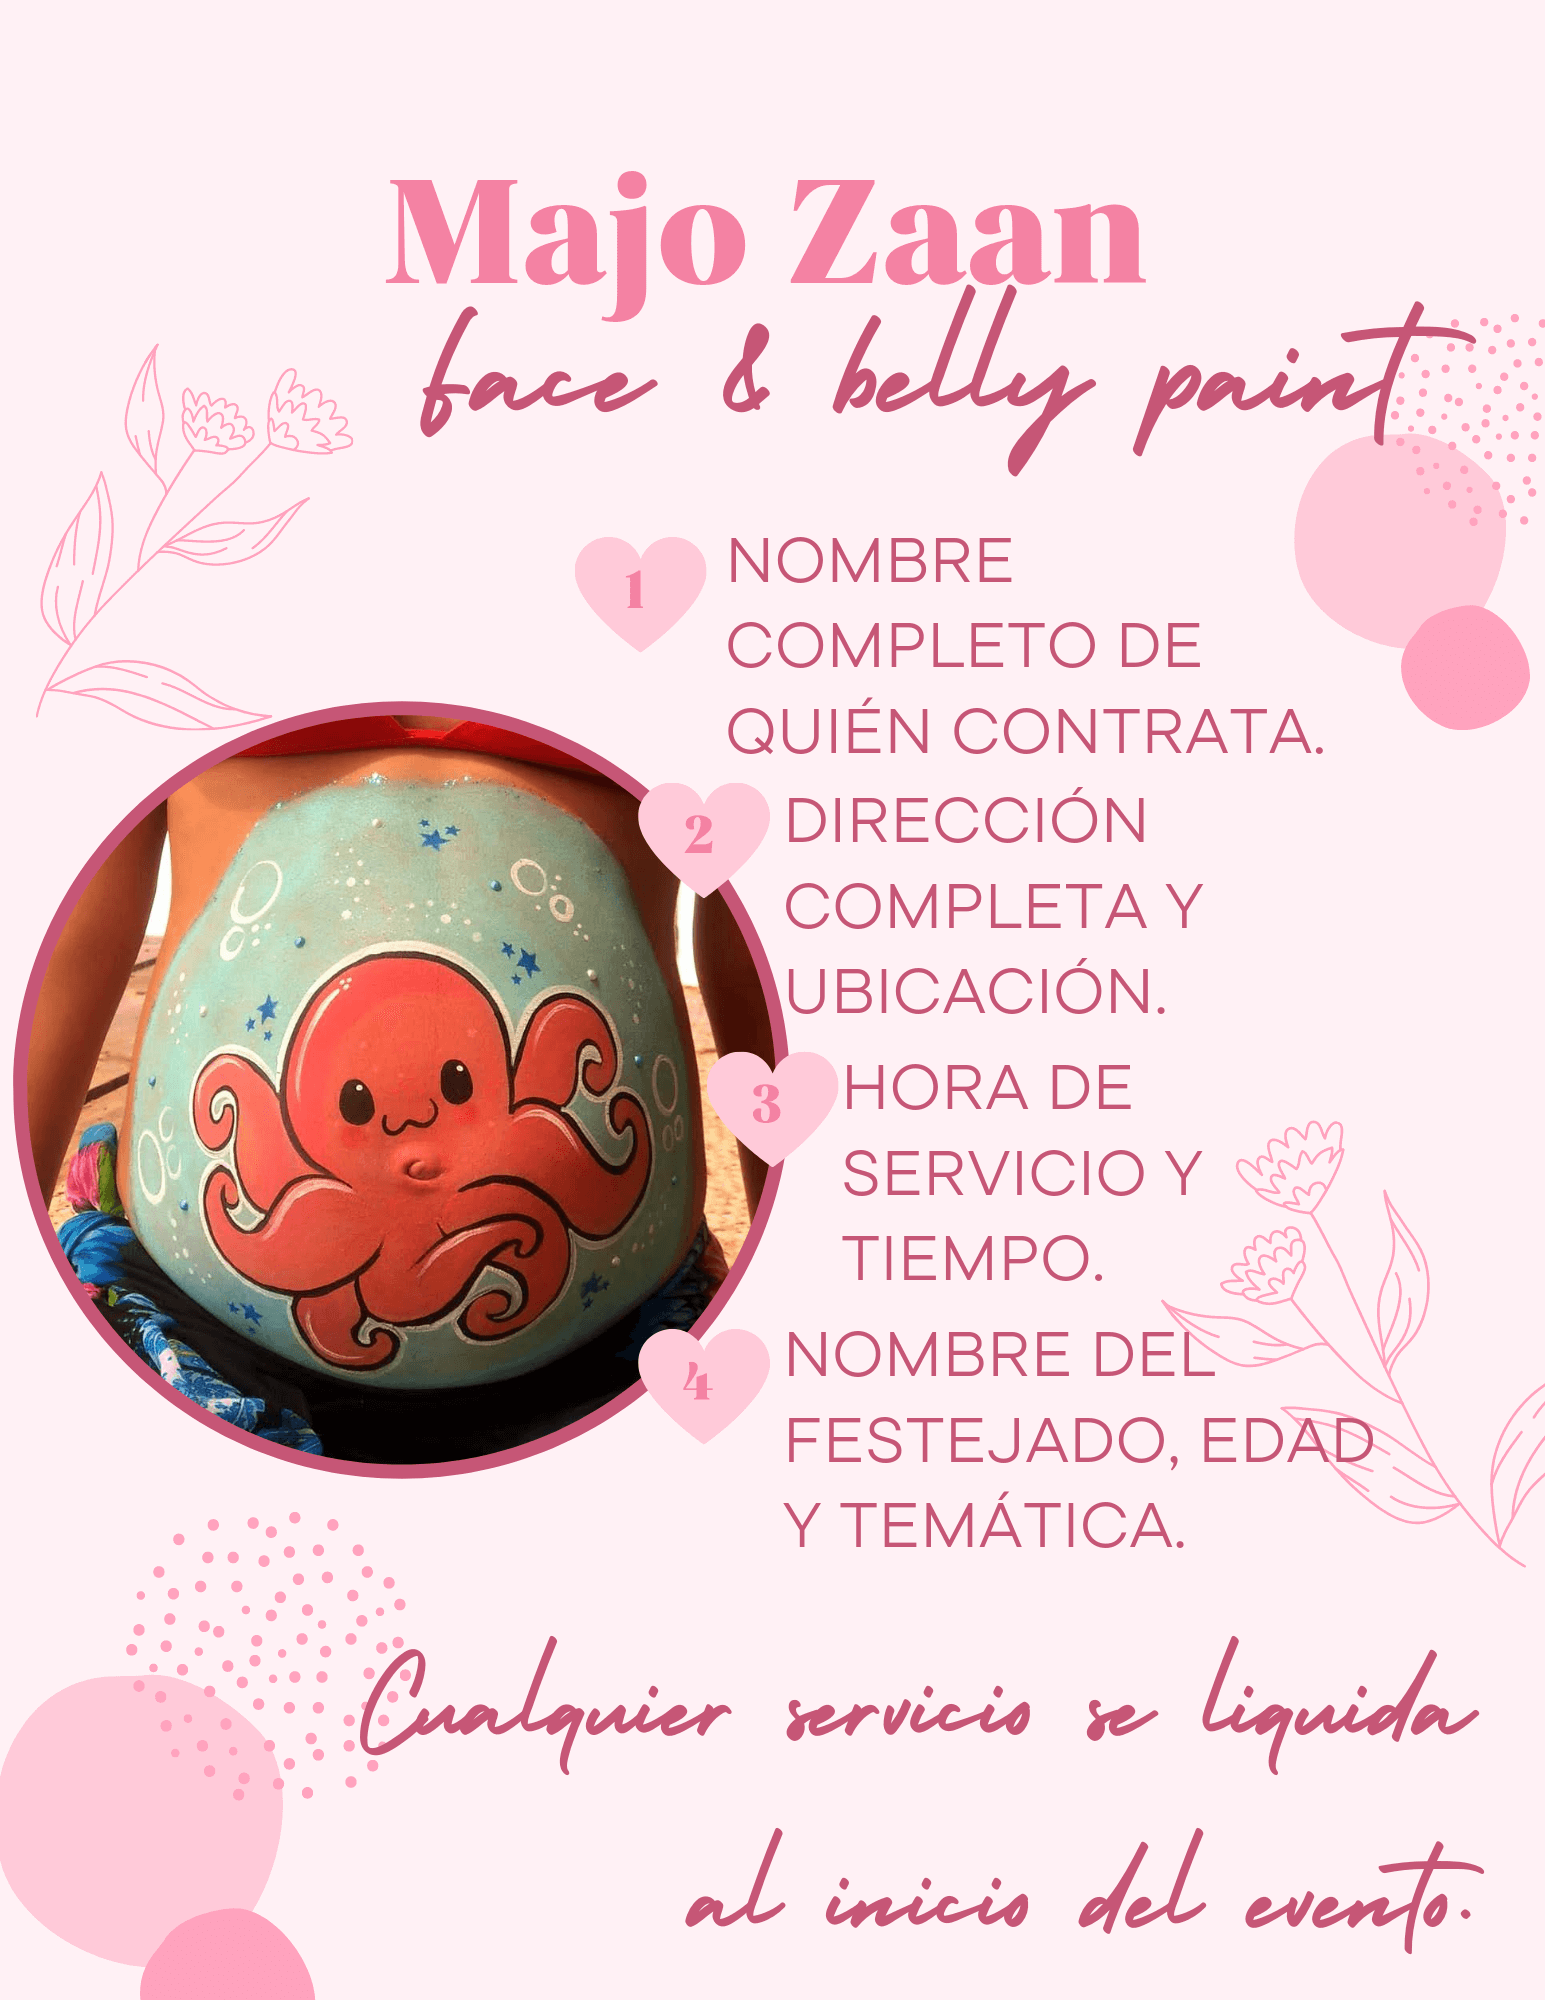 Majo Zaan
face & belly paint
1
NOMBRE
COMPLETO DE
QUIÉN CONTRATA.
2
DIRECCIÓN
COMPLETA Y
UBICACIÓN.
3
HORA DE
SERVICIO Y
TIEMPO.
4
NOMBRE DEL
FESTEJADO, EDAD
Y TEMÁTICA.
Cualquier servicio se liquida
al inicio del evento.